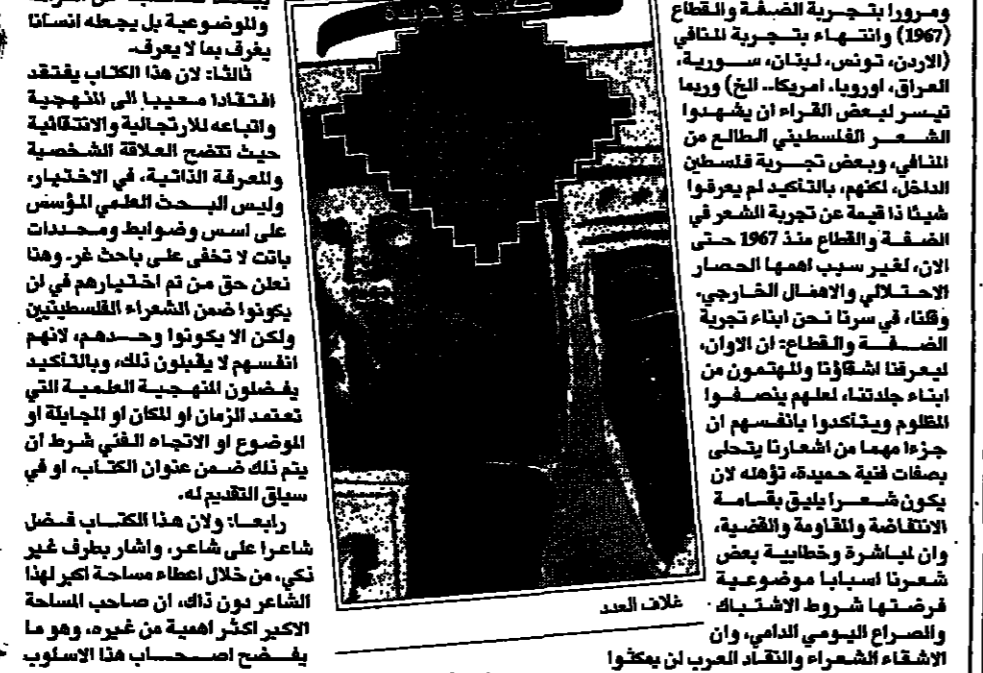 ومرورا بتجربة الضفة والقطاع
(1967) وانتهاء بتجربة المنافي
(الاردن، تونس، لبنان، سورية،
العراق، اوروبا، امريكا.. الخ) وربما
تيسر لبعض القراء ان يشهدوا
الشعر الفلسطيني الطالع من
المنافي، وبعض تجربة فلسطين
الداخل، لكنهم، بالتأكيد لم يعرفوا
شيئا ذا قيمة عن تجربة الشعر في
الضفة والقطاع منذ 1967 حتى
الان، لغير سبب اهمها الحصار
الاحتلالي والاهمال الخارجي.
وقلنا، في سرنا نحن ابناء تجربة
الضفة والقطاع: ان الاوان،
ليعرفنا اشقاؤنا والمهتمون من
ابناء جلدتنا، لعلهم ينصفوا
المظلوم ويتأكدوا بانفسهم ان
جزءا مهما من اشعارنا يتحلى
بصفات فنية حميدة، تؤهله لان
يكون شعرا يليق بقامة
الانتفاضة والمقاومة والقضية،
وان لمباشرة وخطابية بعض
شعرنا اسبابا موضوعية
فرضتها شروط الاشتباك
والصراع اليومي الدامي، وان
الاشقاء الشعراء والنقاد العرب لن يمكثوا
غلاف العدد
والموضوعية بل يجعله انسانا
يغرف بما لا يعرف.
ثالثا: لان هذا الكتاب يفتقد
افتقادا معيبا الى المنهجية
واتباعه للارتجالية والانتقائية
حيث تتضح العلاقة الشخصية
والمعرفة الذاتية، في الاختيار،
وليس البحث العلمي المؤسس
على اسس وضوابط ومحددات
باتت لا تخفى على باحث غر. وهنا
نعلن حق من تم اختيارهم في لن
يكونوا ضمن الشعراء الفلسطينيين
ولكن الا يكونوا وحدهم، لانهم
انفسهم لا يقبلون ذلك، وبالتأكيد
يفضلون المنهجية العلمية التي
تعتمد الزمان او المكان او المجايلة او
الموضوع او الاتجاه الفني شرط ان
يتم ذلك ضمن عنوان الكتاب، او في
سياق التقديم له.
رابعا: ولان هذا الكتاب فضل
شاعرا على شاعر، واشار بطرف غير
ذكي، من خلال اعطاء مساحة اكبر لهذا
الشاعر دون ذاك، ان صاحب المساحة
الاكبر اكثر اهمية من غيره، وهو ما
يفضح اصحاب هذا الاسلوب